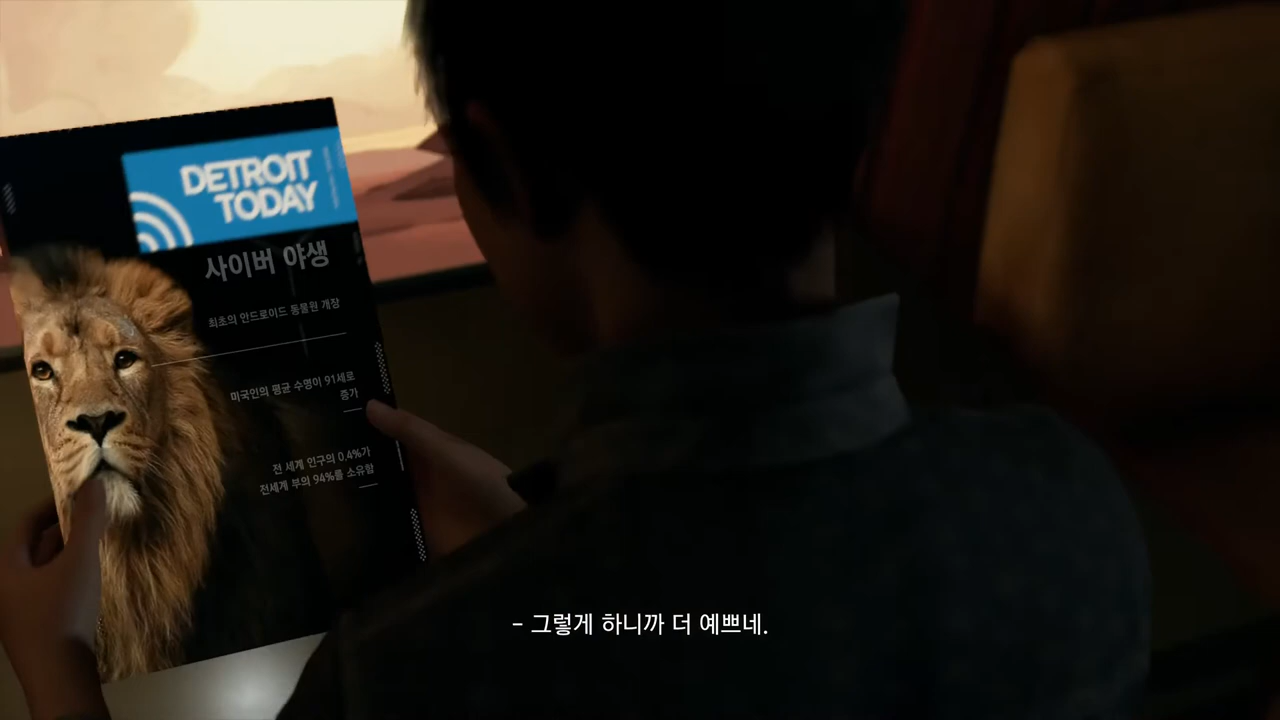 DETROIT
TODAY
사이버 야생
최초의 안드로이드 동물원 개장
미국인의 평균 수명이 91세로
증가
전 세계 인구의 0.4%가
전세계 부의 94%를 소유함
- 그렇게 하니까 더 예쁘네.